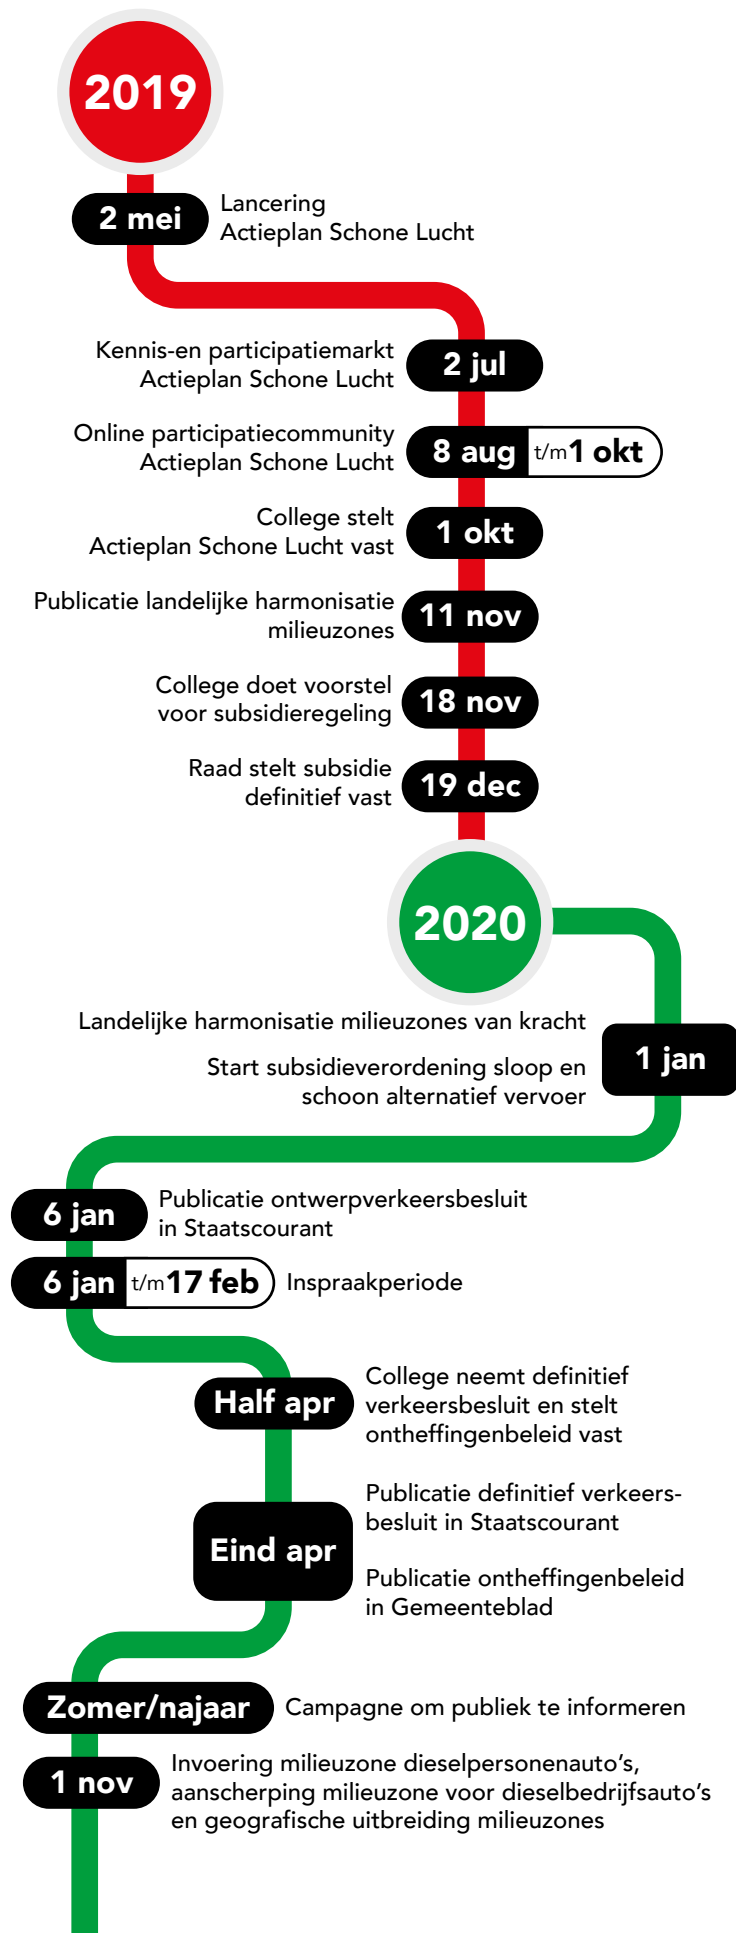 2019
2 mei
Lancering
Actieplan Schone Lucht
Kennis-en participatiemarkt
Actieplan Schone Lucht
2 jul
Online participatiecommunity
Actieplan Schone Lucht
8 aug t/m 1 okt
College stelt
Actieplan Schone Lucht vast
1 okt
Publicatie landelijke harmonisatie
milieuzones
11 nov
College doet voorstel
voor subsidieregeling
18 nov
Raad stelt subsidie
definitief vast
19 dec
2020
Landelijke harmonisatie milieuzones van kracht
Start subsidieverordening sloop en
schoon alternatief vervoer
1 jan
6 jan
Publicatie ontwerpverkeersbesluit
in Staatscourant
6 jan t/m 17 feb
Inspraakperiode
Half apr
College neemt definitief
verkeersbesluit en stelt
ontheffingenbeleid vast
Eind apr
Publicatie definitief verkeers-
besluit in Staatscourant
Publicatie ontheffingenbeleid
in Gemeenteblad
Zomer/najaar
Campagne om publiek te informeren
1 nov
Invoering milieuzone dieselpersonenauto's,
aanscherping milieuzone voor dieselbedrijfsauto's
en geografische uitbreiding milieuzones